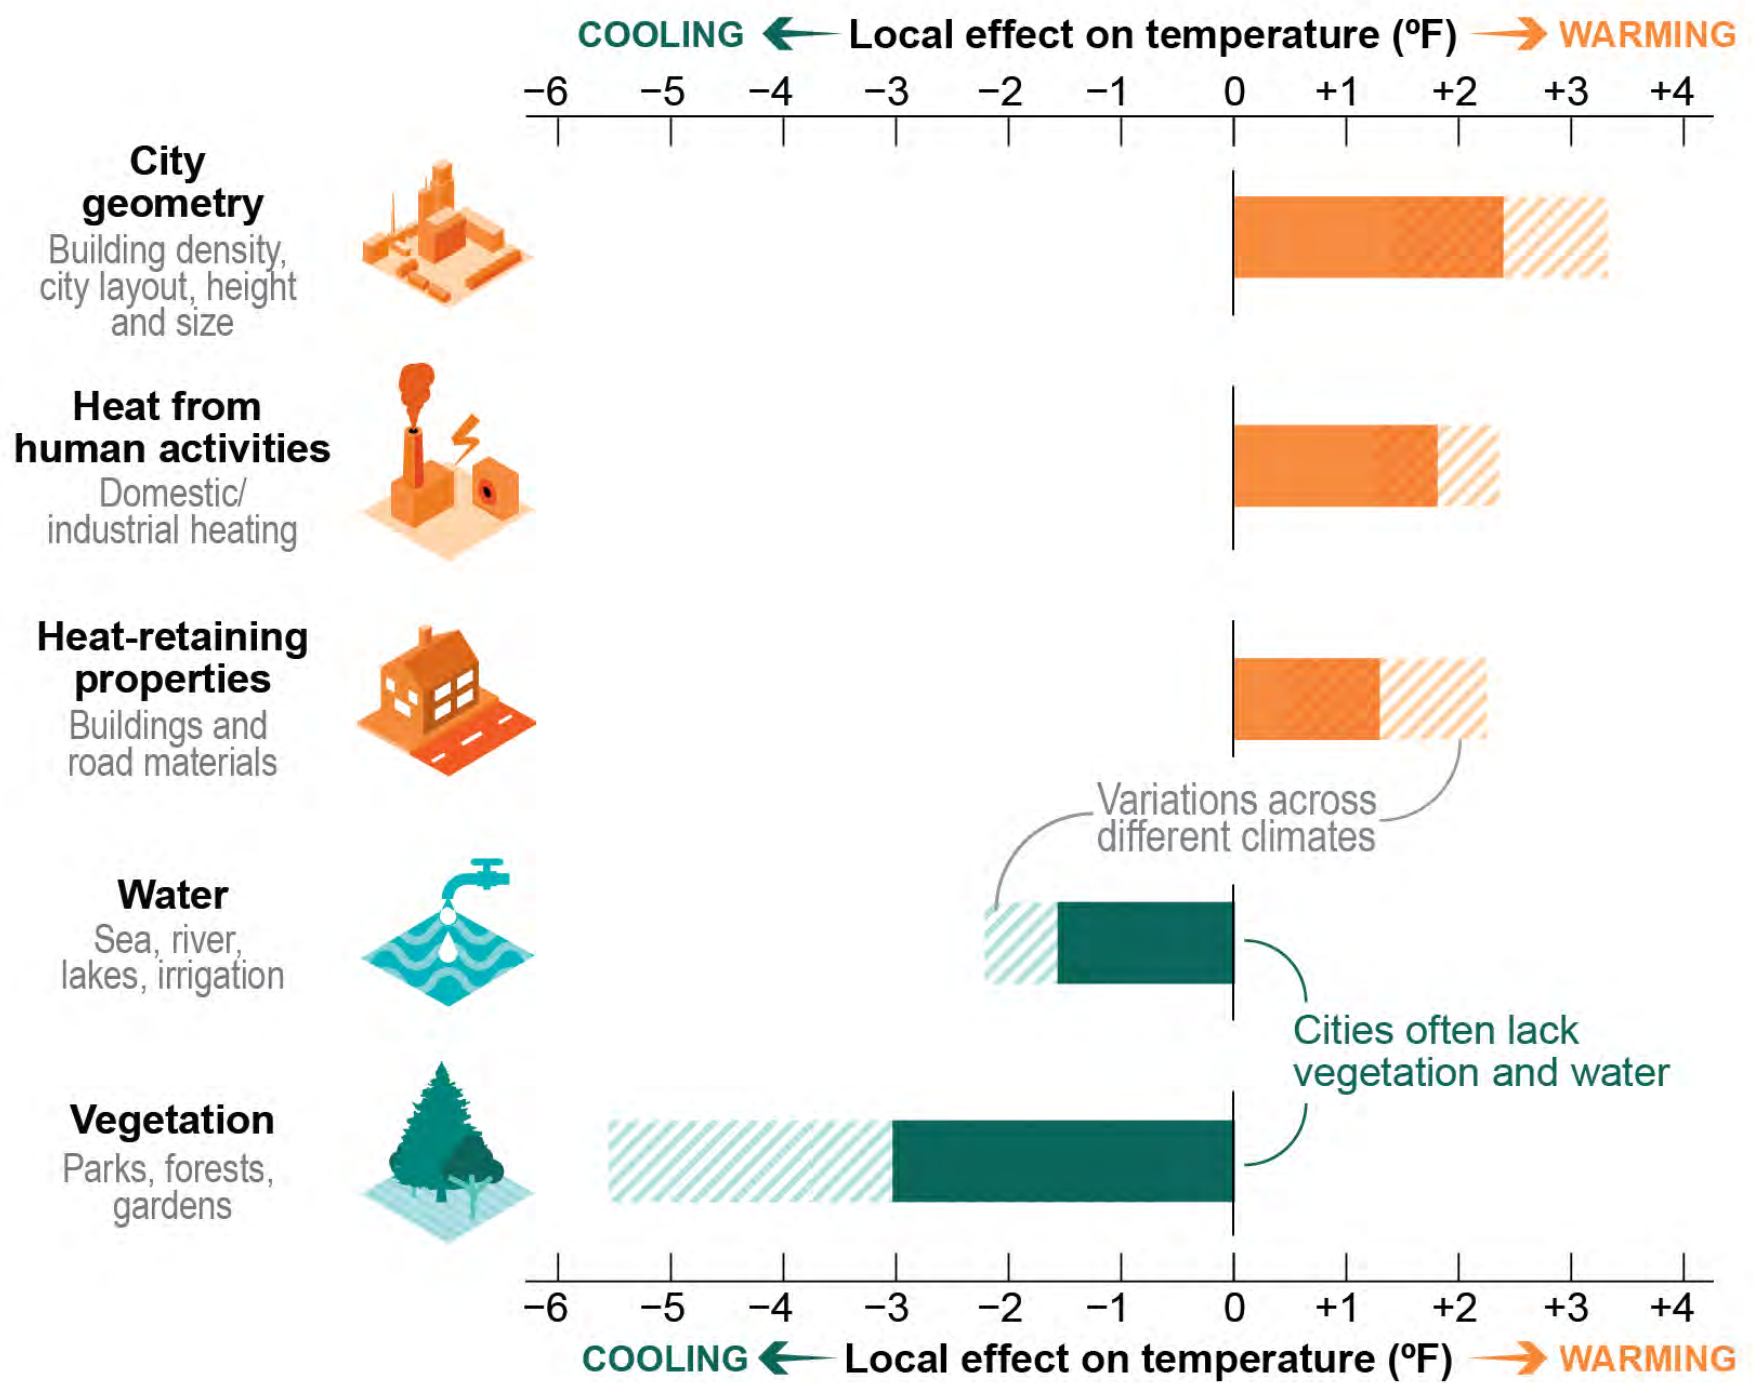 COOLING Local effect on temperature (ºF) WARMING
−6 −5 −4 −3 −2 −1 0 +1 +2 +3 +4
City
geometry
Building density,
city layout, height
and size
Heat from
human activities
Domestic/
industrial heating
Heat-retaining
properties
Buildings and
road materials
Variations across
different climates
Water
Sea, river,
lakes, irrigation
Cities often lack
vegetation and water
Vegetation
Parks, forests,
gardens
−6 −5 −4 −3 −2 −1 0 +1 +2 +3 +4
COOLING Local effect on temperature (ºF) WARMING